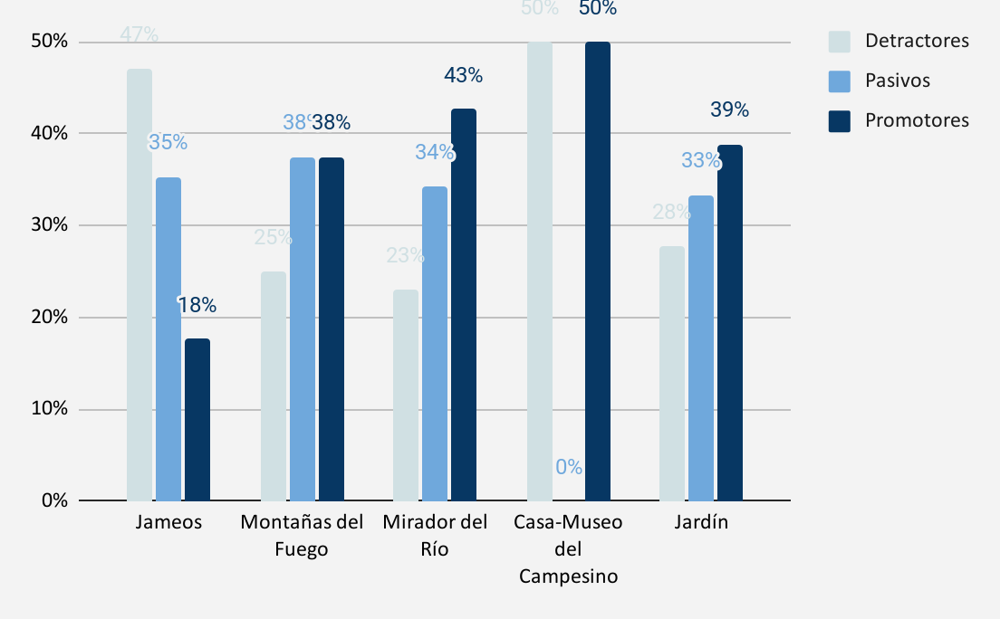 50%
40%
30%
20%
10%
0%
47%
35%
18%
25%
38%
38%
23%
34%
43%
50%
0%
50%
28%
33%
39%
Jameos
Montañas del
Fuego
Mirador del
Río
Casa-Museo
del
Campesino
Jardín
Detractores
Pasivos
Promotores